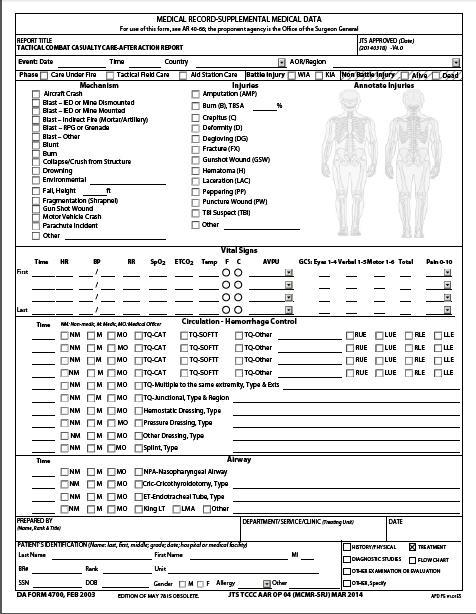 MEDICAL RECORD-SUPPLEMENTAL MEDICAL DATA
For use of this form, see AR 40-66; the proponent agency is the Office of the Surgeon General
REPORT TITLE
TACTICAL COMBAT CASUALTY CARE-AFTER ACTION REPORT
JTS APPROVED (Date)
(20140318) -V4.0
Event: Date Time Country AOR/Region
Phase Care Under Fire Tactical Field Care Aid Station Care Battle Injury WIA KIA Non Battle Injury Alive Dead
Mechanism
Aircraft Crash
Blast – IED or Mine Dismounted
Blast – IED or Mine Mounted
Blast – Indirect Fire (Mortar/Artillery)
Blast – RPG or Grenade
Blast – Other
Blunt
Burn
Collapse/Crush from Structure
Drowning
Environmental
Fall, Height ft
Fragmentation (Shrapnel)
Gun Shot Wound
Motor Vehicle Crash
Parachute Incident
Other
Injuries
Amputation (AMP)
Burn (B), TBSA %
Crepitus (C)
Deformity (D)
Degloving (DG)
Fracture (FX)
Gunshot Wound (GSW)
Hematoma (H)
Laceration (LAC)
Peppering (PP)
Puncture Wound (PW)
TBI Suspect (TBI)
Other
Annotate Injuries
Vital Signs
Time HR BP RR SpO2 ETCO2 Temp F C AVPU GCS: Eyes 1-4 Verbal 1-5 Motor 1-6 Total Pain 0-10
First /
/
/
Last /
Circulation - Hemorrhage Control
Time NM: Non-medic, M: Medic, MO: Medical Officer
NM M MO TQ-CAT TQ-SOFTT TQ-Other RUE LUE RLE LLE
NM M MO TQ-CAT TQ-SOFTT TQ-Other RUE LUE RLE LLE
NM M MO TQ-CAT TQ-SOFTT TQ-Other RUE LUE RLE LLE
NM M MO TQ-CAT TQ-SOFTT TQ-Other RUE LUE RLE LLE
NM M MO TQ-Multiple to the same extremity, Type & Exts
NM M MO TQ-Junctional, Type & Region
NM M MO Hemostatic Dressing, Type
NM M MO Pressure Dressing, Type
NM M MO Other Dressing, Type
NM M MO Splint, Type
Airway
Time
NM M MO NPA-Nasopharyngeal Airway
NM M MO Cric-Cricothyroidotomy, Type
NM M MO ET-Endotracheal Tube, Type
NM M MO King LT LMA Other
PREPARED BY
(Name, Rank & Title)
DEPARTMENT/SERVICE/CLINIC (Treating Unit)
DATE
PATIENT'S IDENTIFICATION (Name: last, first, middle; grade; date; hospital or medical facility)
Last Name First Name MI
BR# Rank Unit
SSN DOB Gender M F Allergy Other
HISTORY/PHYSICAL TREATMENT
DIAGNOSTIC STUDIES FLOW CHART
OTHER EXAMINATION OR EVALUATION
OTHER, Specify
DA FORM 4700, FEB 2003 EDITION OF MAY 78 IS OBSOLETE. JTS TCCC AAR OP 04 (MCMR-SRJ) MAR 2014